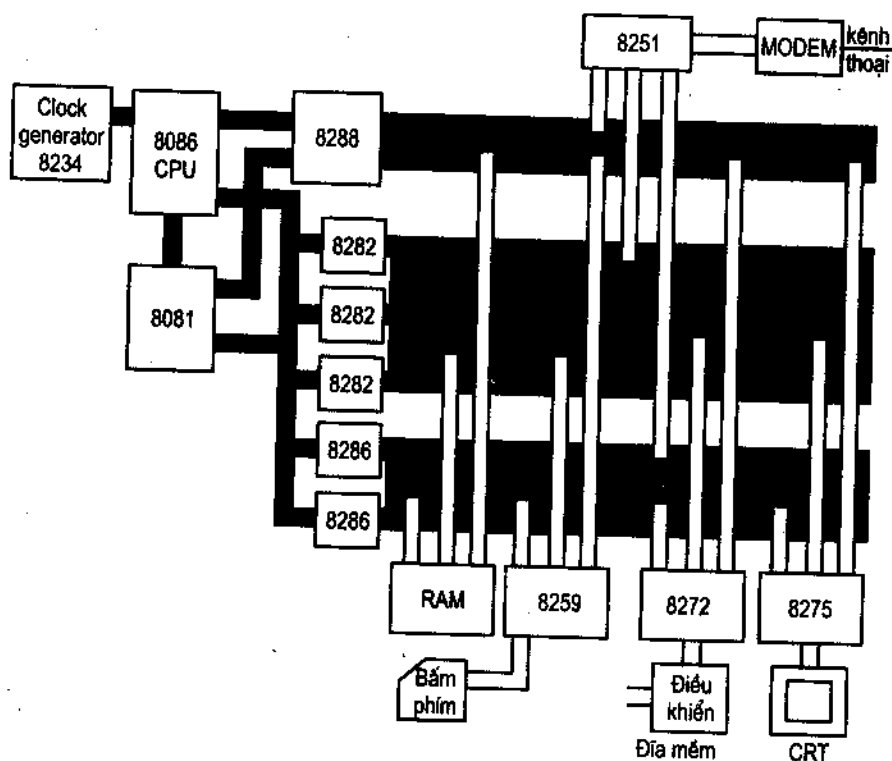 8251
MODEM
kênh
thoại
Clock
generator
8234
8086
CPU
8288
8282
8081
8282
8282
8286
8286
RAM
8259
8272
8275
Bấm
phím
Điều
khiển
Đĩa mềm
CRT